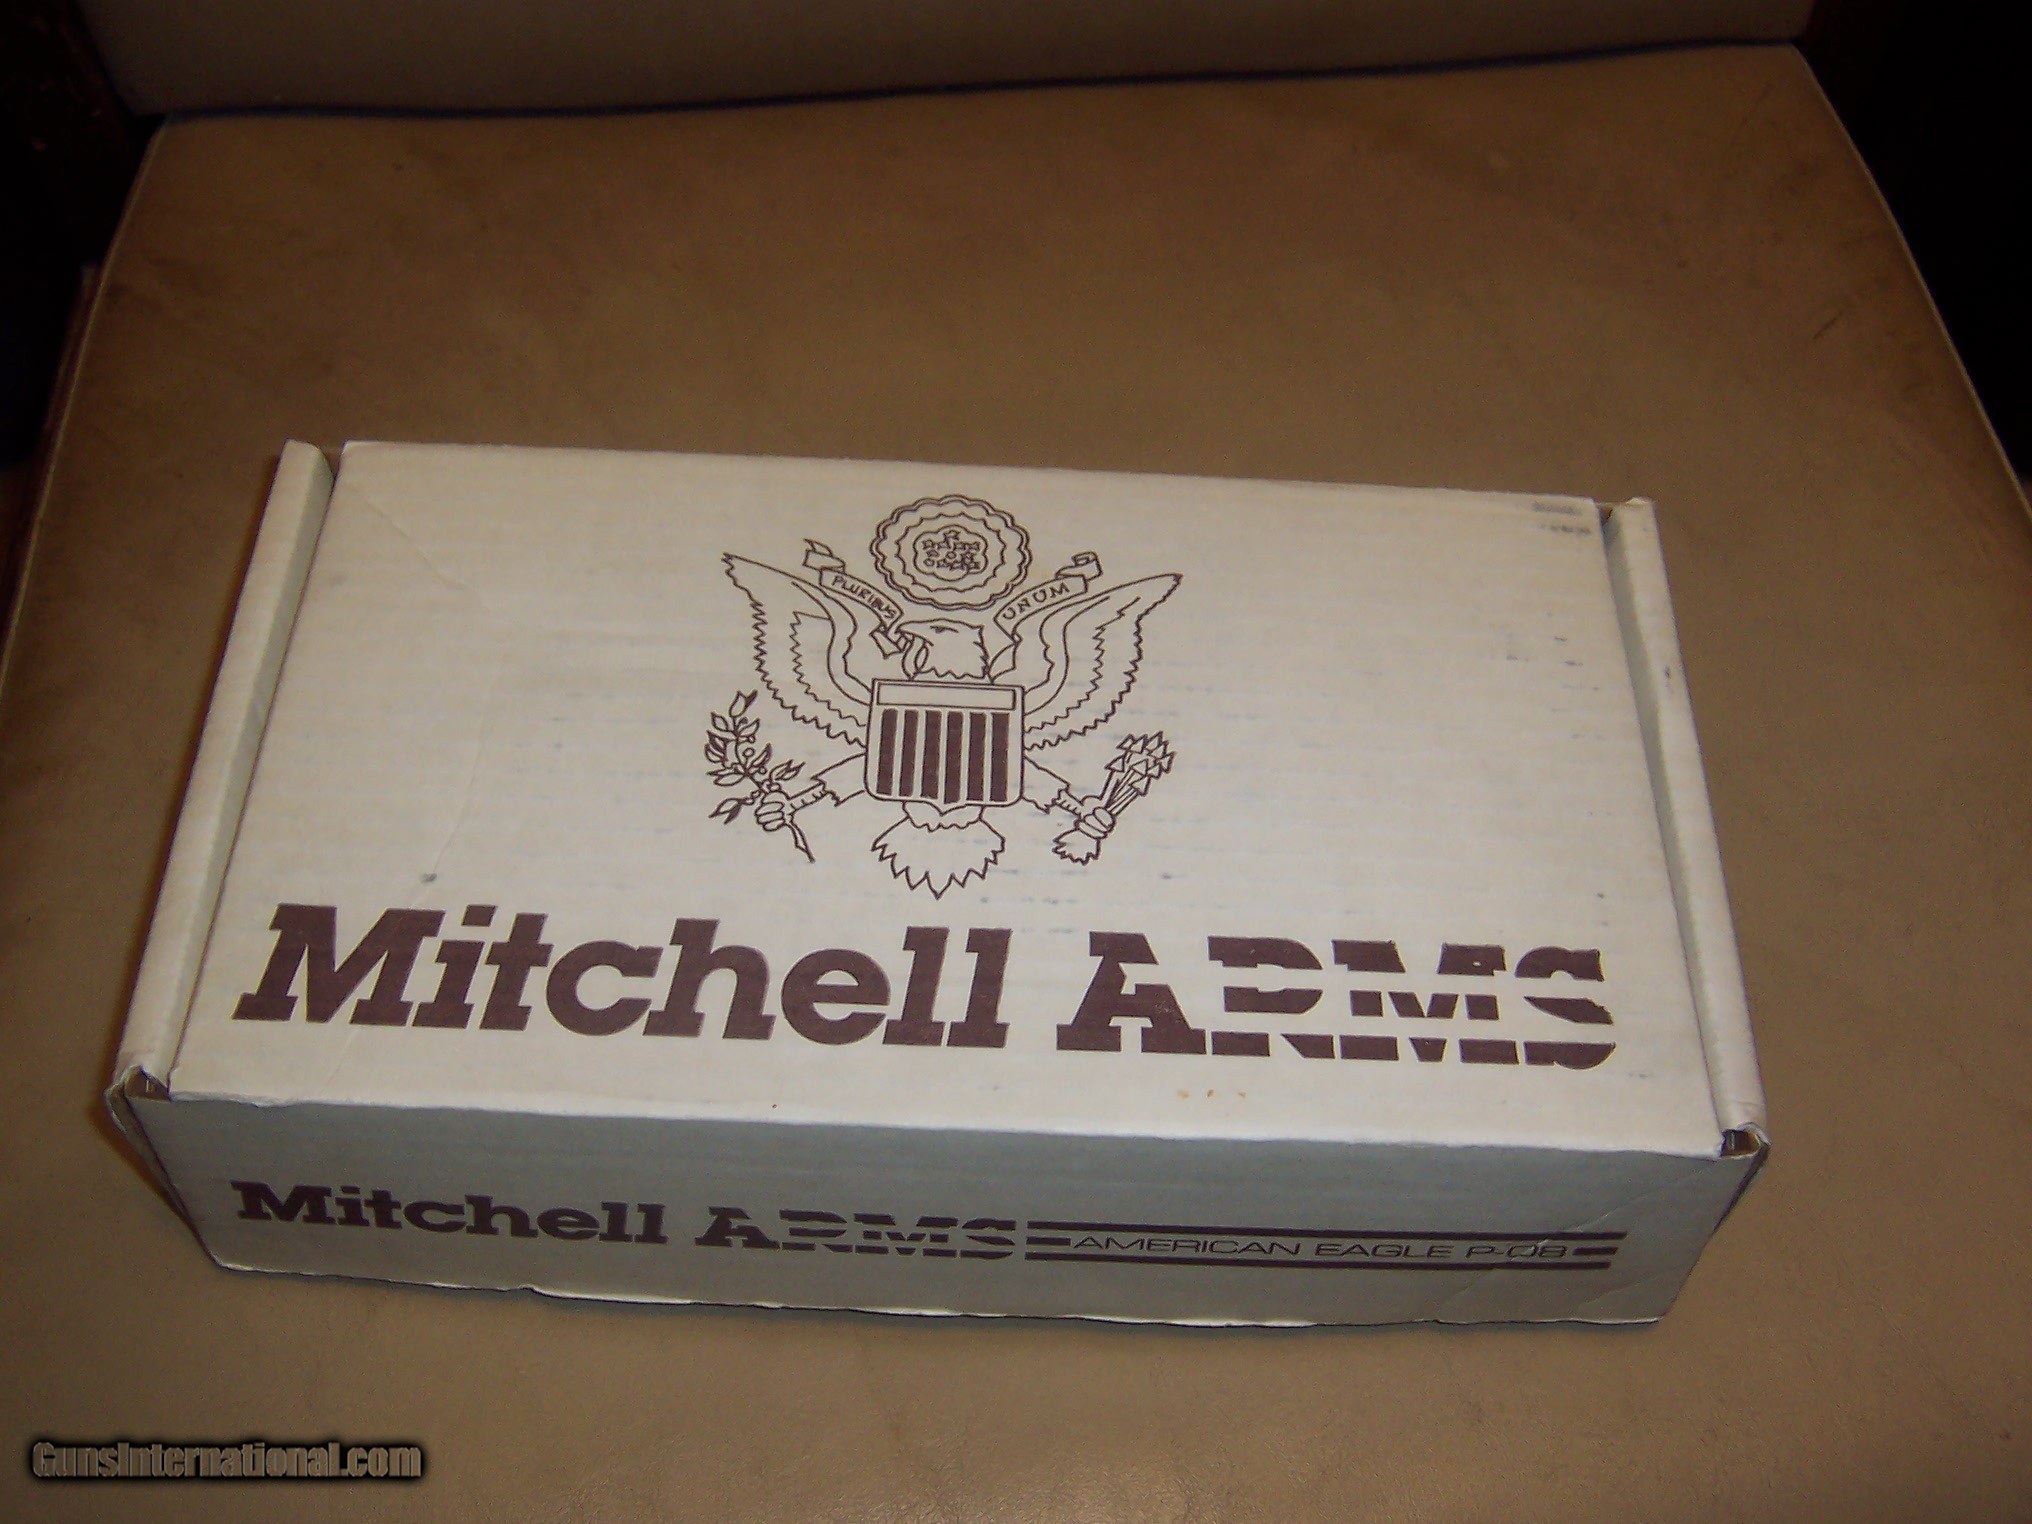 PLURIBUS UNUM
Mitchell ARMS
Mitchell ARMS AMERICAN EAGLE P-08
GunsInternational.com